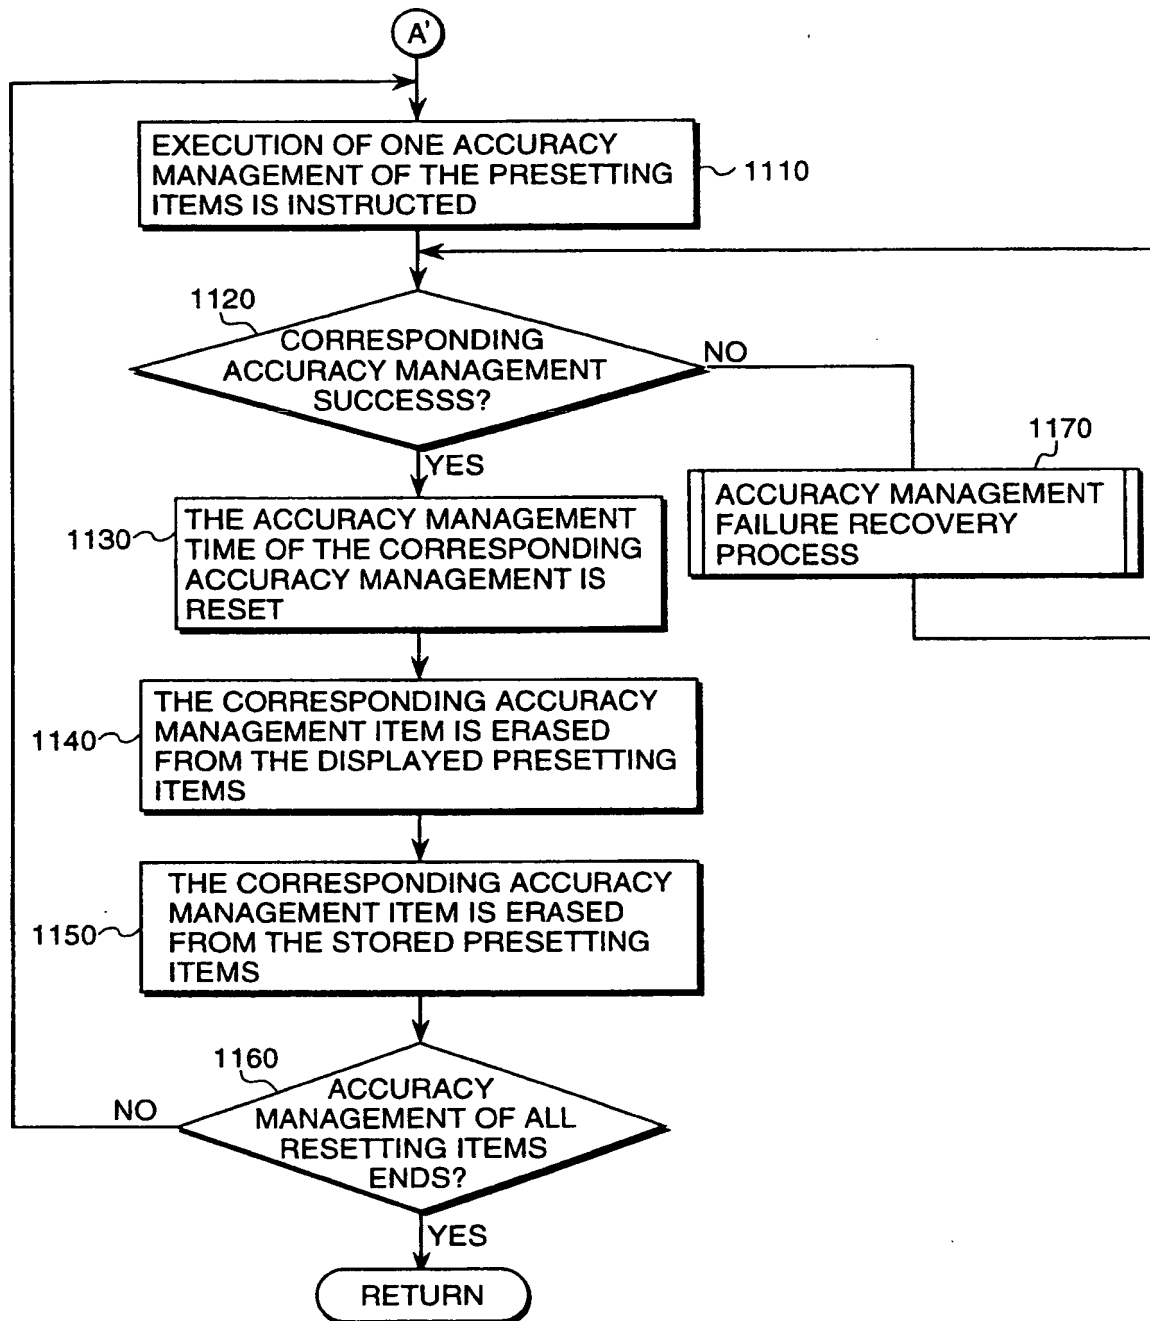 A'
EXECUTION OF ONE ACCURACY
MANAGEMENT OF THE PRESETTING
ITEMS IS INSTRUCTED
1110
1120
CORRESPONDING
ACCURACY MANAGEMENT
SUCCESSS?
NO
YES
1170
ACCURACY MANAGEMENT
FAILURE RECOVERY
PROCESS
1130
THE ACCURACY MANAGEMENT
TIME OF THE CORRESPONDING
ACCURACY MANAGEMENT IS
RESET
1140
THE CORRESPONDING ACCURACY
MANAGEMENT ITEM IS ERASED
FROM THE DISPLAYED PRESETTING
ITEMS
1150
THE CORRESPONDING ACCURACY
MANAGEMENT ITEM IS ERASED
FROM THE STORED PRESETTING
ITEMS
1160
ACCURACY
MANAGEMENT OF ALL
RESETTING ITEMS
ENDS?
NO
YES
RETURN